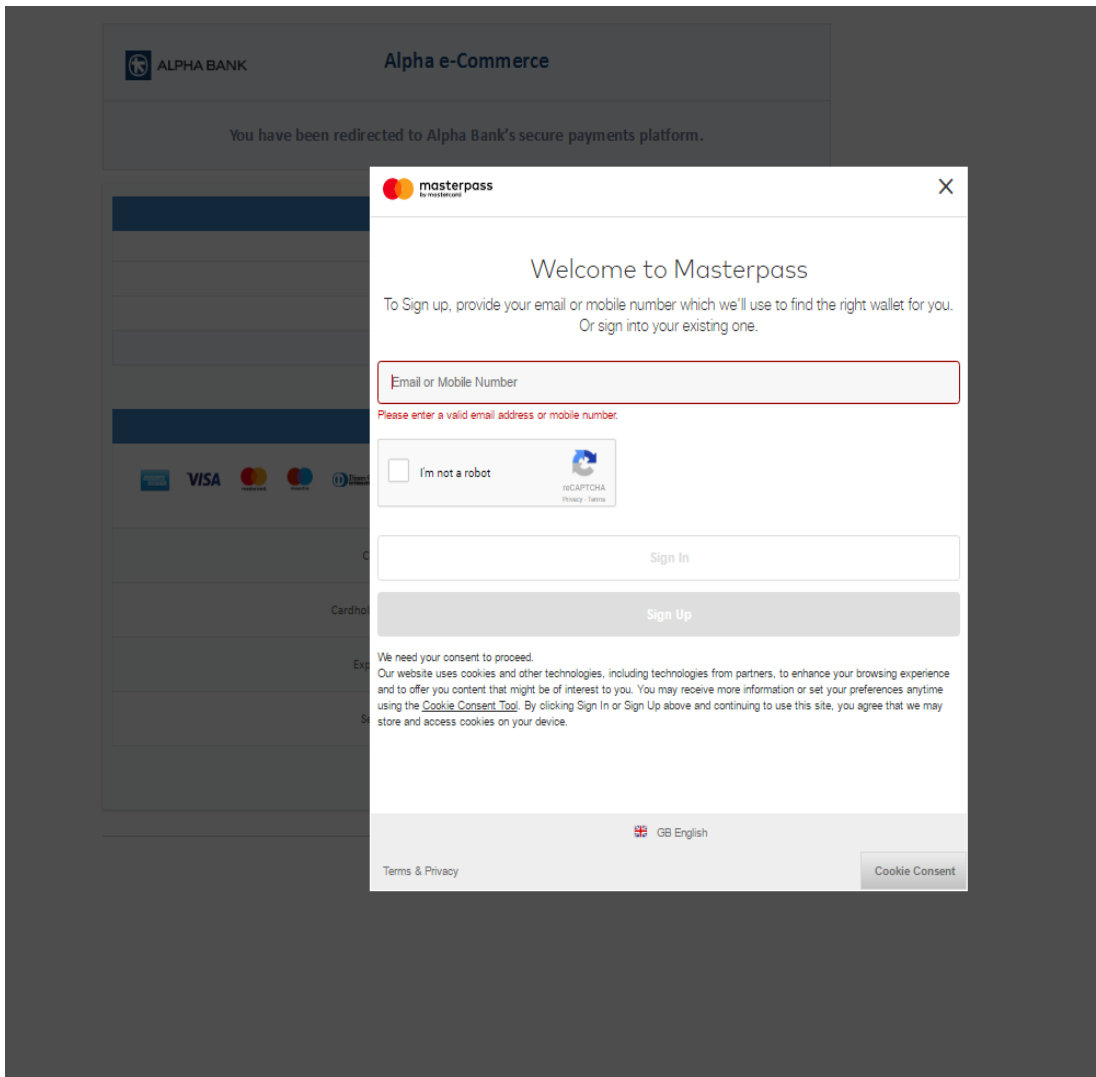 ALPHA BANK
Alpha e-Commerce
You have been redirected to Alpha Bank's secure payments platform.
masterpass
by mastercard
X
Welcome to Masterpass
To Sign up, provide your email or mobile number which we'll use to find the right wallet for you.
Or sign into your existing one.
Email or Mobile Number
Please enter a valid email address or mobile number.
I'm not a robot
reCAPTCHA
Privacy - Terms
VISA
mastercard
maestro
Sign In
Cardhol
Sign Up
Exp
We need your consent to proceed.
Our website uses cookies and other technologies, including technologies from partners, to enhance your browsing experience
and to offer you content that might be of interest to you. You may receive more information or set your preferences anytime
using the Cookie Consent Tool. By clicking Sign In or Sign Up above and continuing to use this site, you agree that we may
store and access cookies on your device.
GB English
Terms & Privacy
Cookie Consent